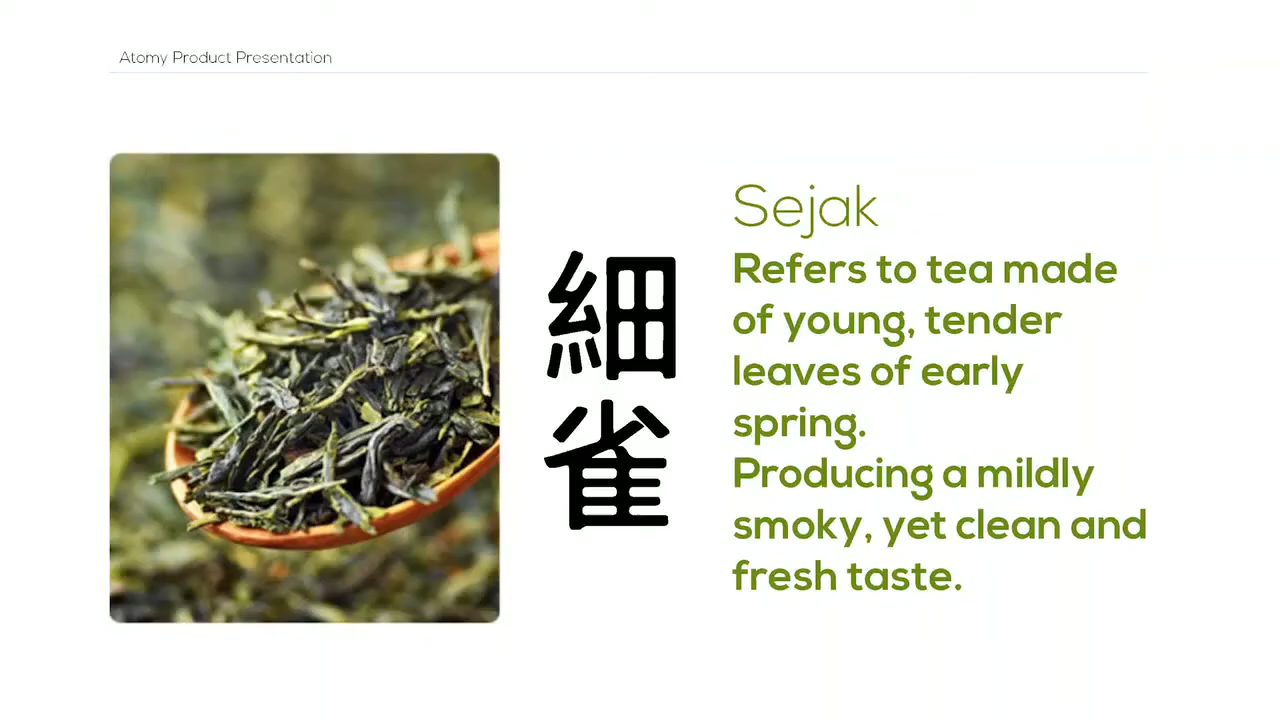 Atomy Product Presentation
細
雀
Sejak
Refers to tea made
of young, tender
leaves of early
spring.
Producing a mildly
smoky, yet clean and
fresh taste.